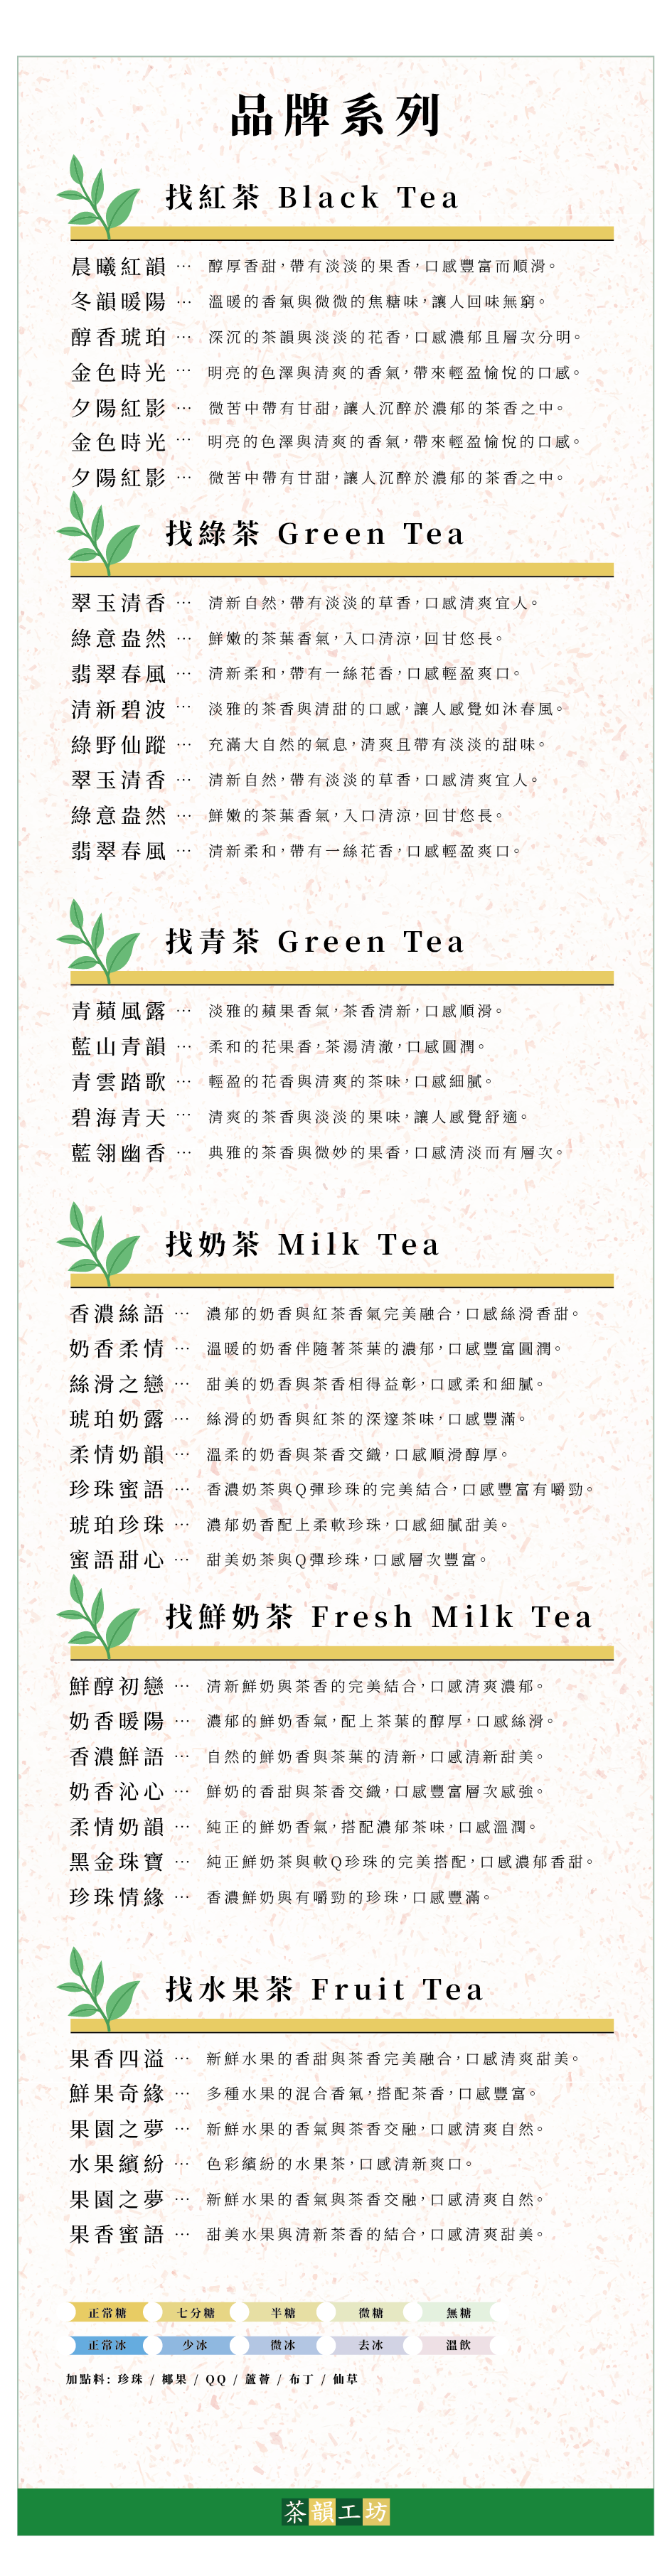 品牌系列
找紅茶 Black Tea
晨曦紅韻 … 醇厚香甜，帶有淡淡的果香，口感豐富而順滑。
冬韻暖陽 … 溫暖的香氣與微微的焦糖味，讓人回味無窮。
醇香琥珀 … 深沉的茶韻與淡淡的花香，口感濃郁且層次分明。
金色時光 … 明亮的色澤與清爽的香氣，帶來輕盈愉悅的口感。
夕陽紅影 … 微苦中帶有甘甜，讓人沉醉於濃郁的茶香之中。
金色時光 … 明亮的色澤與清爽的香氣，帶來輕盈愉悅的口感。
夕陽紅影 … 微苦中帶有甘甜，讓人沉醉於濃郁的茶香之中。
找綠茶 Green Tea
翠玉清香 … 清新自然，帶有淡淡的草香，口感清爽宜人。
綠意盎然 … 鮮嫩的茶葉香氣，入口清涼，回甘悠長。
翡翠春風 … 清新柔和，帶有一絲花香，口感輕盈爽口。
清新碧波 … 淡雅的茶香與清甜的口感，讓人感覺如沐春風。
綠野仙蹤 … 充滿大自然的氣息，清爽且帶有淡淡的甜味。
翠玉清香 … 清新自然，帶有淡淡的草香，口感清爽宜人。
綠意盎然 … 鮮嫩的茶葉香氣，入口清涼，回甘悠長。
翡翠春風 … 清新柔和，帶有一絲花香，口感輕盈爽口。
找青茶 Green Tea
青蘋風露 … 淡雅的蘋果香氣，茶香清新，口感順滑。
藍山青韻 … 柔和的花果香，茶湯清澈，口感圓潤。
青雲踏歌 … 輕盈的花香與清爽的茶味，口感細膩。
碧海青天 … 清爽的茶香與淡淡的果味，讓人感覺舒適。
藍翎幽香 … 典雅的茶香與微妙的果香，口感清淡而有層次。
找奶茶 Milk Tea
香濃絲語 … 濃郁的奶香與紅茶香氣完美融合，口感絲滑香甜。
奶香柔情 … 溫暖的奶香伴隨著茶葉的濃郁，口感豐富圓潤。
絲滑之戀 … 甜美的奶香與茶香相得益彰，口感柔和細膩。
琥珀奶露 … 絲滑的奶香與紅茶的深邃茶味，口感豐滿。
柔情奶韻 … 溫柔的奶香與茶香交織，口感順滑醇厚。
珍珠蜜語 … 香濃奶茶與Q彈珍珠的完美結合，口感豐富有嚼勁。
琥珀珍珠 … 濃郁奶香配上柔軟珍珠，口感細膩甜美。
蜜語甜心 … 甜美奶茶與Q彈珍珠，口感層次豐富。
找鮮奶茶 Fresh Milk Tea
鮮醇初戀 … 清新鮮奶與茶香的完美結合，口感清爽濃郁。
奶香暖陽 … 濃郁的鮮奶香氣，配上茶葉的醇厚，口感絲滑。
香濃鮮語 … 自然的鮮奶香與茶葉的清新，口感清新甜美。
奶香沁心 … 鮮奶的香甜與茶香交織，口感豐富層次感強。
柔情奶韻 … 純正的鮮奶香氣，搭配濃郁茶味，口感溫潤。
黑金珠寶 … 純正鮮奶茶與軟Q珍珠的完美搭配，口感濃郁香甜。
珍珠情緣 … 香濃鮮奶與有嚼勁的珍珠，口感豐滿。
找水果茶 Fruit Tea
果香四溢 … 新鮮水果的香甜與茶香完美融合，口感清爽甜美。
鮮果奇緣 … 多種水果的混合香氣，搭配茶香，口感豐富。
果園之夢 … 新鮮水果的香氣與茶香交融，口感清爽自然。
水果繽紛 … 色彩繽紛的水果茶，口感清新爽口。
果園之夢 … 新鮮水果的香氣與茶香交融，口感清爽自然。
果香蜜語 … 甜美水果與清新茶香的結合，口感清爽甜美。
正常糖 七分糖 半糖 微糖 無糖
正常冰 少冰 微冰 去冰 溫飲
加點料: 珍珠 / 椰果 / QQ / 蘆薈 / 布丁 / 仙草
茶韻工坊